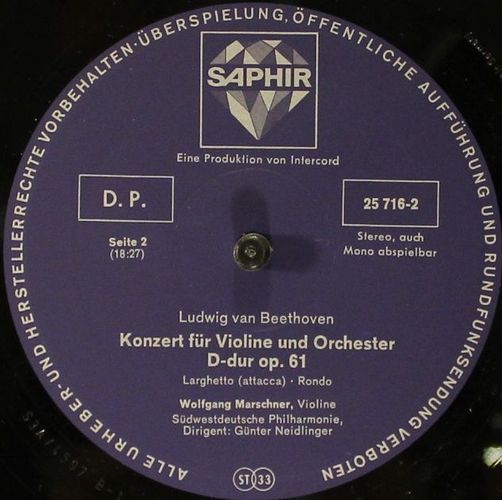 ALLE URHEBER- UND HERSTELLERRECHTE VORBEHALTEN · ÜBERSPIELUNG, ÖFFENTLICHE AUFFÜHRUNG UND RUNDFUNKSENDUNG VERBOTEN
SAPHIR
Eine Produktion von Intercord
D. P.
25 716-2
Seite 2
(18:27)
Stereo, auch
Mono abspielbar
Ludwig van Beethoven
Konzert für Violine und Orchester
D-dur op. 61
Larghetto (attacca) · Rondo
Wolfgang Marschner, Violine
Südwestdeutsche Philharmonie,
Dirigent: Günter Neidlinger
ST 33